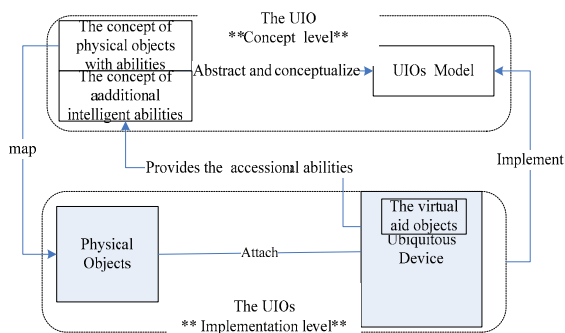 The UIO
**Concept level**
The concept of
physical objects
with abilities
The concept of
aadditional
intelligent abilities
Abstract and conceptualize
UIOs Model
map
Provides the accessional abilities
Implement
Physical
Objects
Attach
The virtual
aid objects
Ubiquitous
Device
The UIOs
** Implementation level**